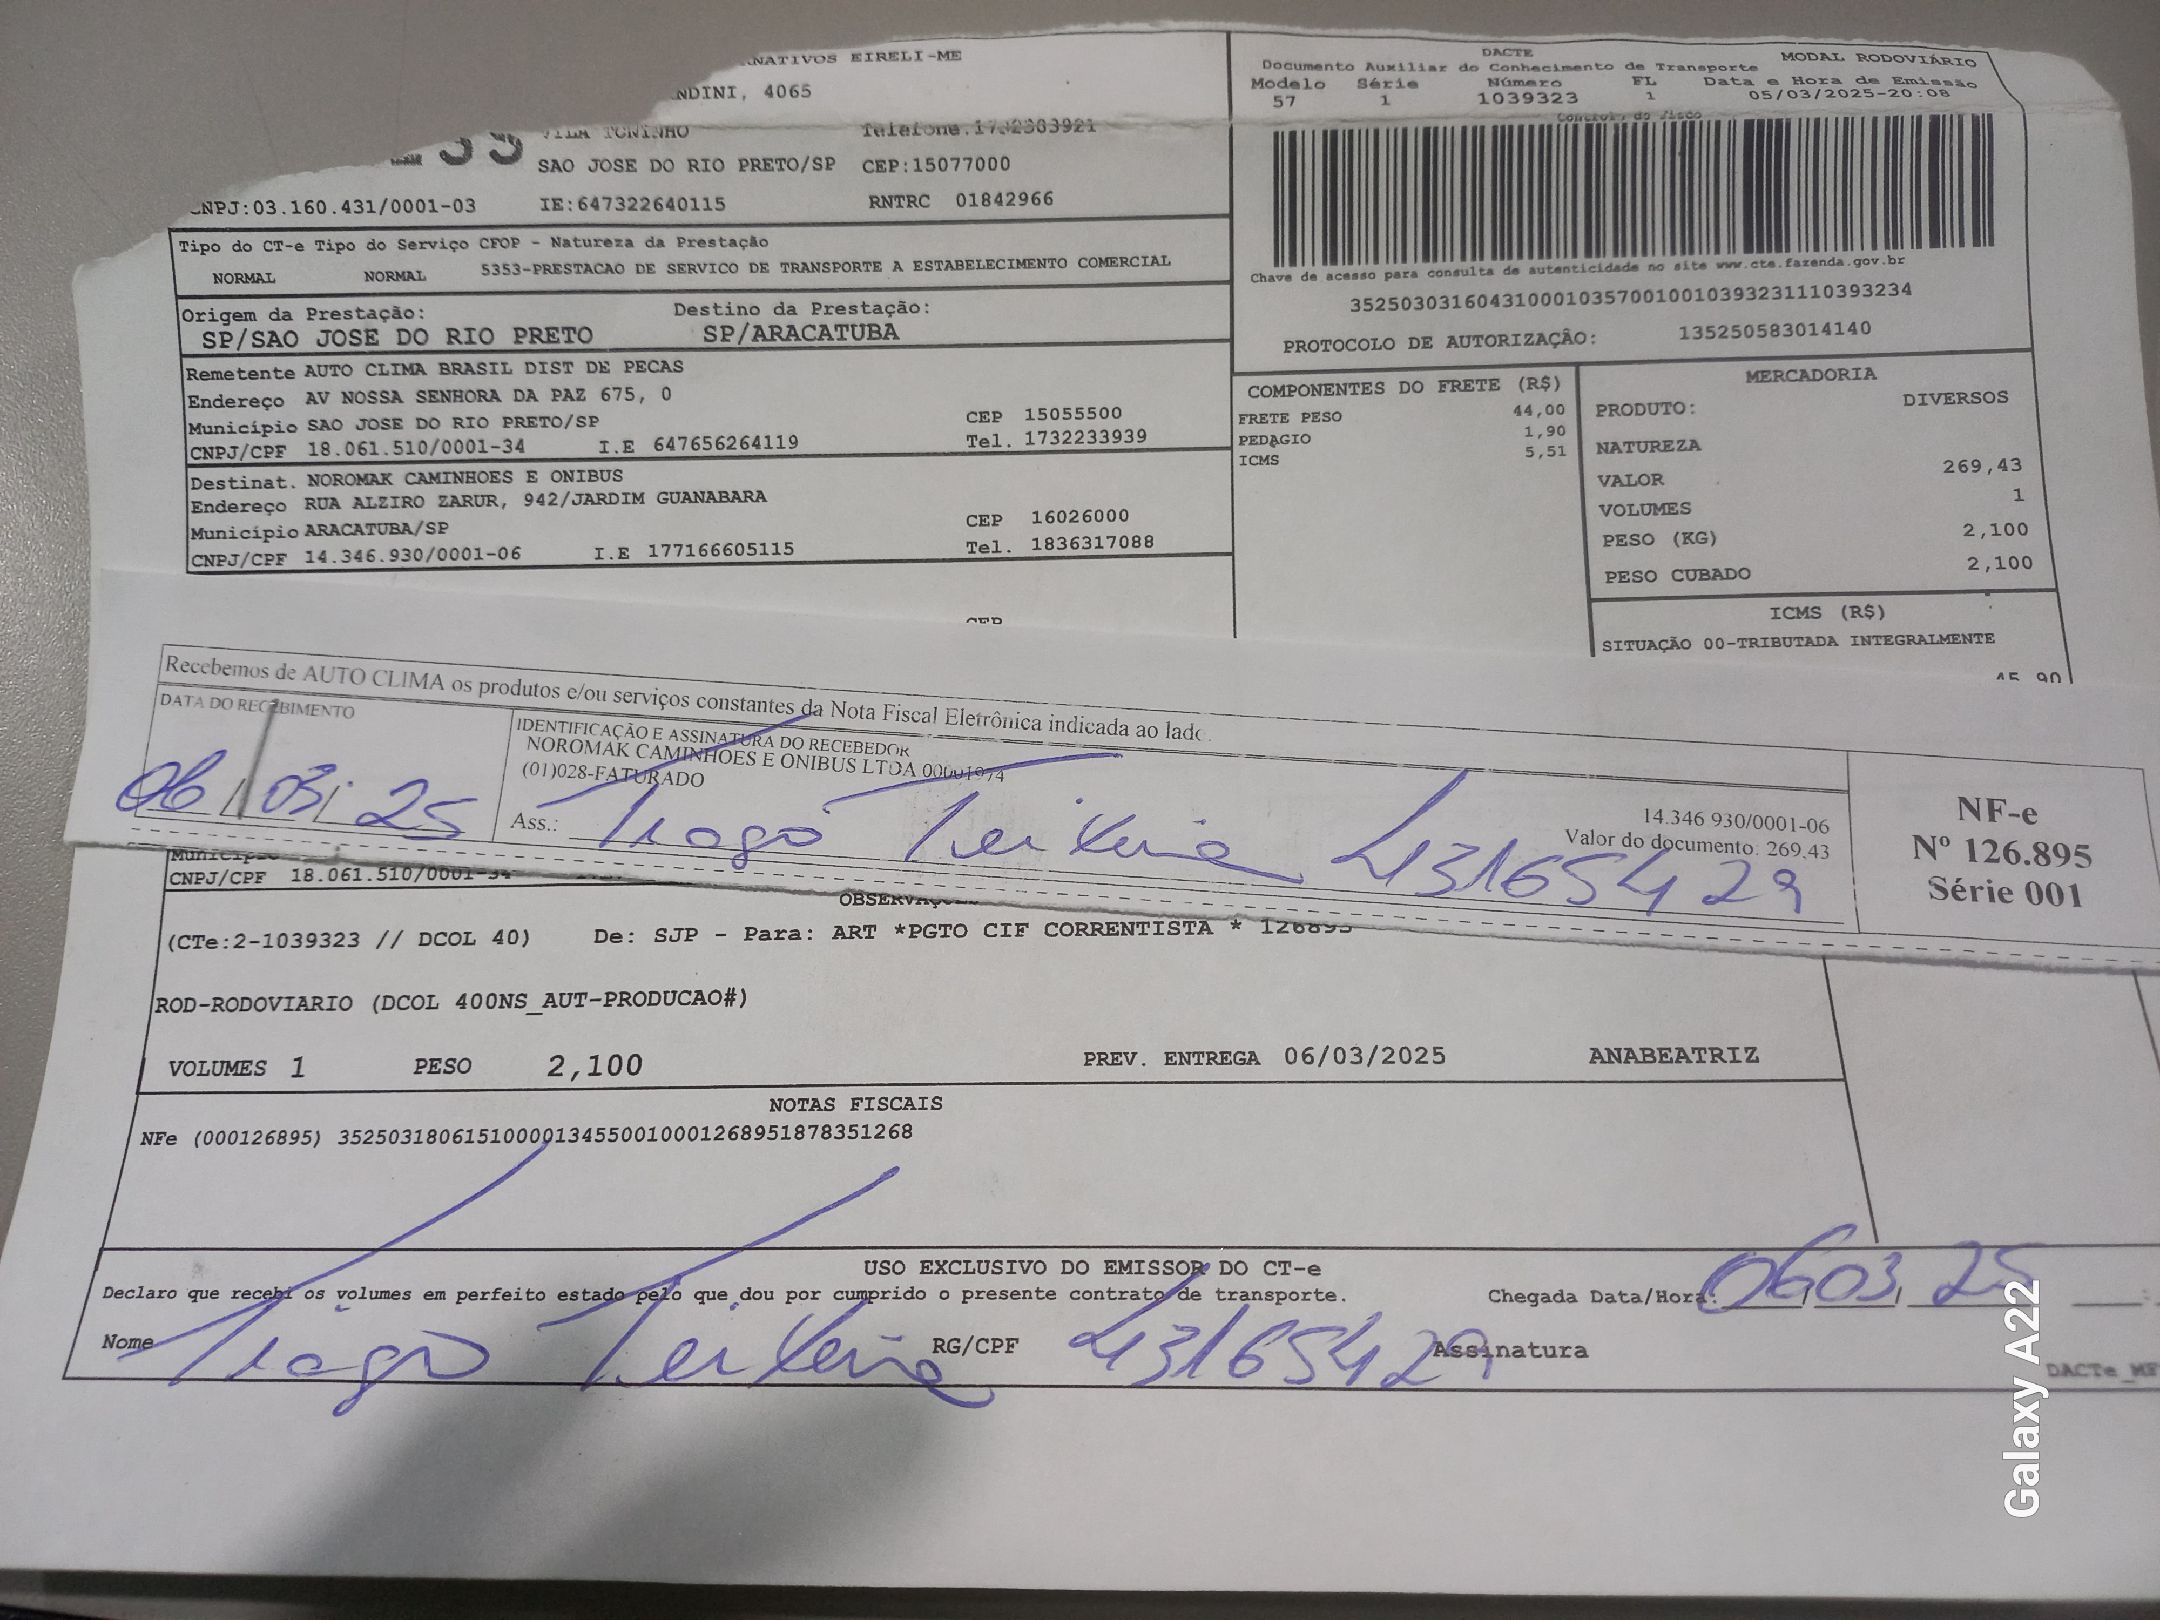 EIRELI-ME
4065
SAO JOSE DO RIO PRETO/SP CEP:15077000
CNPJ:03.160.431/0001-03 IE:647322640115 RNTRC 01842966
DACTE
Documento Auxiliar do Conhecimento de Transporte MODAL RODOVIÁRIO
Modelo Série Número FL Data e Hora de Emissão
57 1 1039323 1 05/03/2025-20:08
Controle do Fisco
Chave de acesso para consulta de autenticidade no site www.cte.fazenda.gov.br
35250303160431000103570010010393231110393234
PROTOCOLO DE AUTORIZAÇÃO: 135250583014140
Tipo do CT-e Tipo do Serviço CFOP - Natureza da Prestação
NORMAL NORMAL 5353-PRESTACAO DE SERVICO DE TRANSPORTE A ESTABELECIMENTO COMERCIAL
Origem da Prestação: Destino da Prestação:
SP/SAO JOSE DO RIO PRETO SP/ARACATUBA
Remetente AUTO CLIMA BRASIL DIST DE PECAS
Endereço AV NOSSA SENHORA DA PAZ 675, 0
Município SAO JOSE DO RIO PRETO/SP CEP 15055500
CNPJ/CPF 18.061.510/0001-34 I.E 647656264119 Tel. 1732233939
Destinat. NOROMAK CAMINHOES E ONIBUS
Endereço RUA ALZIRO ZARUR, 942/JARDIM GUANABARA
Município ARACATUBA/SP CEP 16026000
CNPJ/CPF 14.346.930/0001-06 I.E 177166605115 Tel. 1836317088
COMPONENTES DO FRETE (R$)
FRETE PESO 44,00
PEDAGIO 1,90
ICMS 5,51
MERCADORIA
PRODUTO: DIVERSOS
NATUREZA
VALOR 269,43
VOLUMES 1
PESO (KG) 2,100
PESO CUBADO 2,100
ICMS (R$)
SITUAÇÃO 00-TRIBUTADA INTEGRALMENTE
Recebemos de AUTO CLIMA os produtos e/ou serviços constantes da Nota Fiscal Eletrônica indicada ao lado.
DATA DO RECEBIMENTO
06/03/25
IDENTIFICAÇÃO E ASSINATURA DO RECEBEDOR
NOROMAK CAMINHOES E ONIBUS LTDA 00001974
(01)028-FATURADO
Ass.: Tiago Teixeira 43165429
14.346 930/0001-06
Valor do documento. 269,43
NF-e
Nº 126.895
Série 001
Município
CNPJ/CPF 18.061.510/0001-34
OBSERVAÇÕES
(CTe:2-1039323 // DCOL 40) De: SJP - Para: ART *PGTO CIF CORRENTISTA * 126895
ROD-RODOVIARIO (DCOL 400NS_AUT-PRODUCAO#)
VOLUMES 1 PESO 2,100 PREV. ENTREGA 06/03/2025 ANABEATRIZ
NOTAS FISCAIS
NFe (000126895) 35250318061510000134550010001268951878351268
USO EXCLUSIVO DO EMISSOR DO CT-e
Declaro que recebi os volumes em perfeito estado pelo que dou por cumprido o presente contrato de transporte. Chegada Data/Hora: 06 03 25
Nome Tiago Teixeira RG/CPF 43165429 Assinatura
Galaxy A22